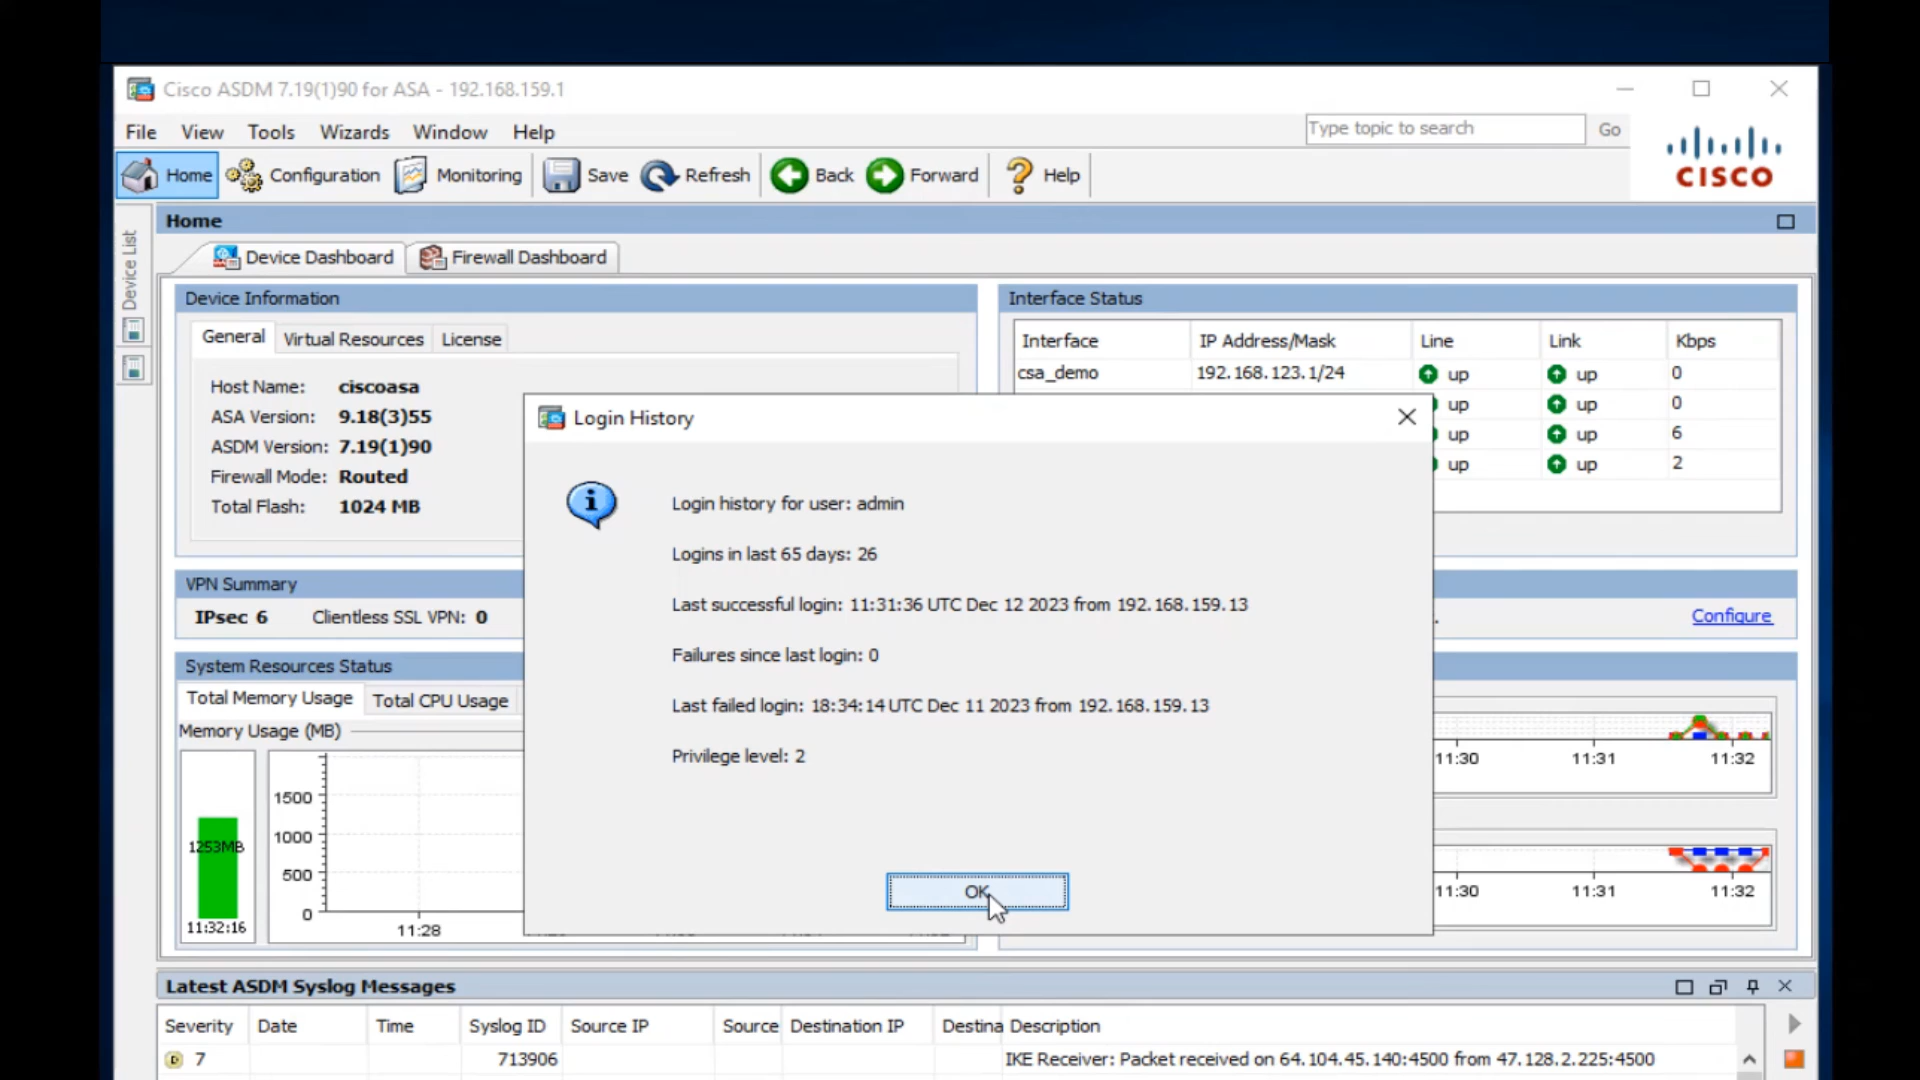 Cisco ASDM 7.19(1)90 for ASA - 192.168.159.1
File View Tools Wizards Window Help
Type topic to search Go
Home Configuration Monitoring Save Refresh Back Forward Help
CISCO
Device List
Home
Device Dashboard Firewall Dashboard
Device Information
General Virtual Resources License
Host Name: ciscoasa
ASA Version: 9.18(3)55
ASDM Version: 7.19(1)90
Firewall Mode: Routed
Total Flash: 1024 MB
Interface Status
Interface IP Address/Mask Line Link Kbps
csa_demo 192.168.123.1/24 up up 0
up up 0
up up 6
up up 2
Login History
Login history for user: admin
Logins in last 65 days: 26
Last successful login: 11:31:36 UTC Dec 12 2023 from 192.168.159.13
Failures since last login: 0
Last failed login: 18:34:14 UTC Dec 11 2023 from 192.168.159.13
Privilege level: 2
OK
VPN Summary
IPsec 6 Clientless SSL VPN: 0
Configure
System Resources Status
Total Memory Usage Total CPU Usage
Memory Usage (MB)
1253MB
11:32:16
1500
1000
500
0
11:28
11:30 11:31 11:32
11:30 11:31 11:32
Latest ASDM Syslog Messages
Severity Date Time Syslog ID Source IP Source Destination IP Destina Description
7 713906 IKE Receiver: Packet received on 64.104.45.140:4500 from 47.128.2.225:4500